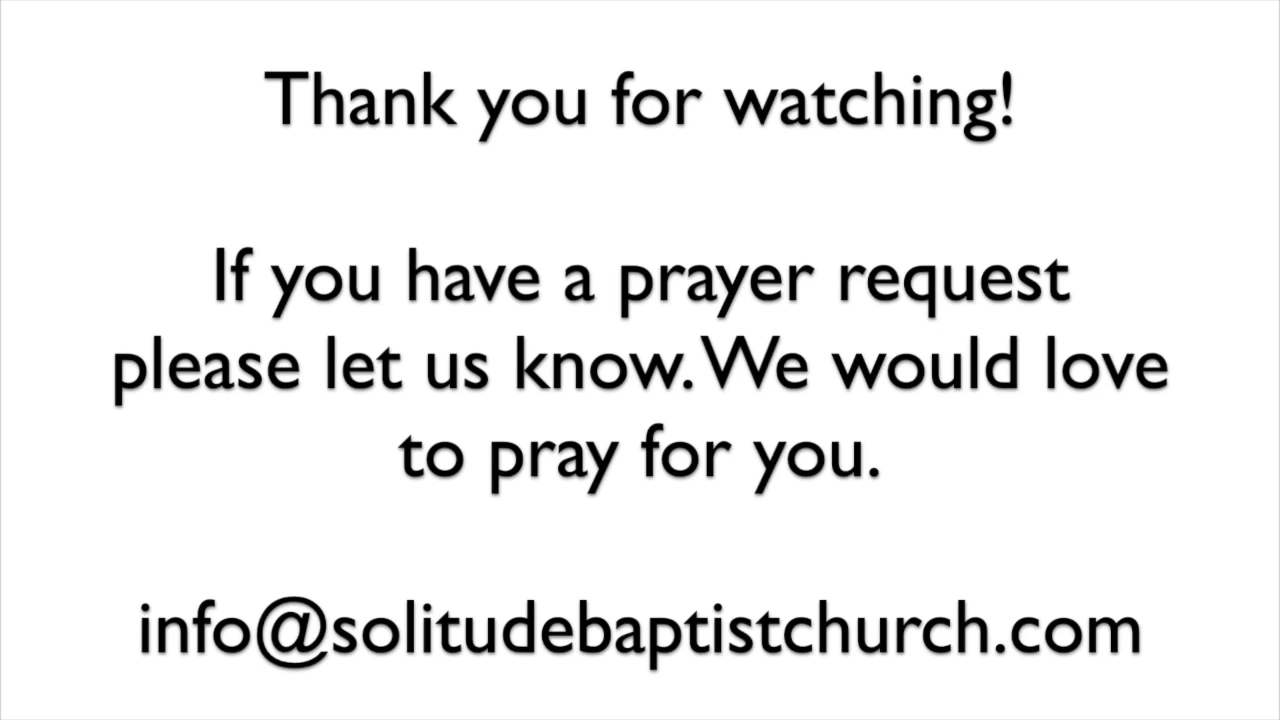 Thank you for watching!
If you have a prayer request
please let us know. We would love
to pray for you.
info@solitudebaptistchurch.com